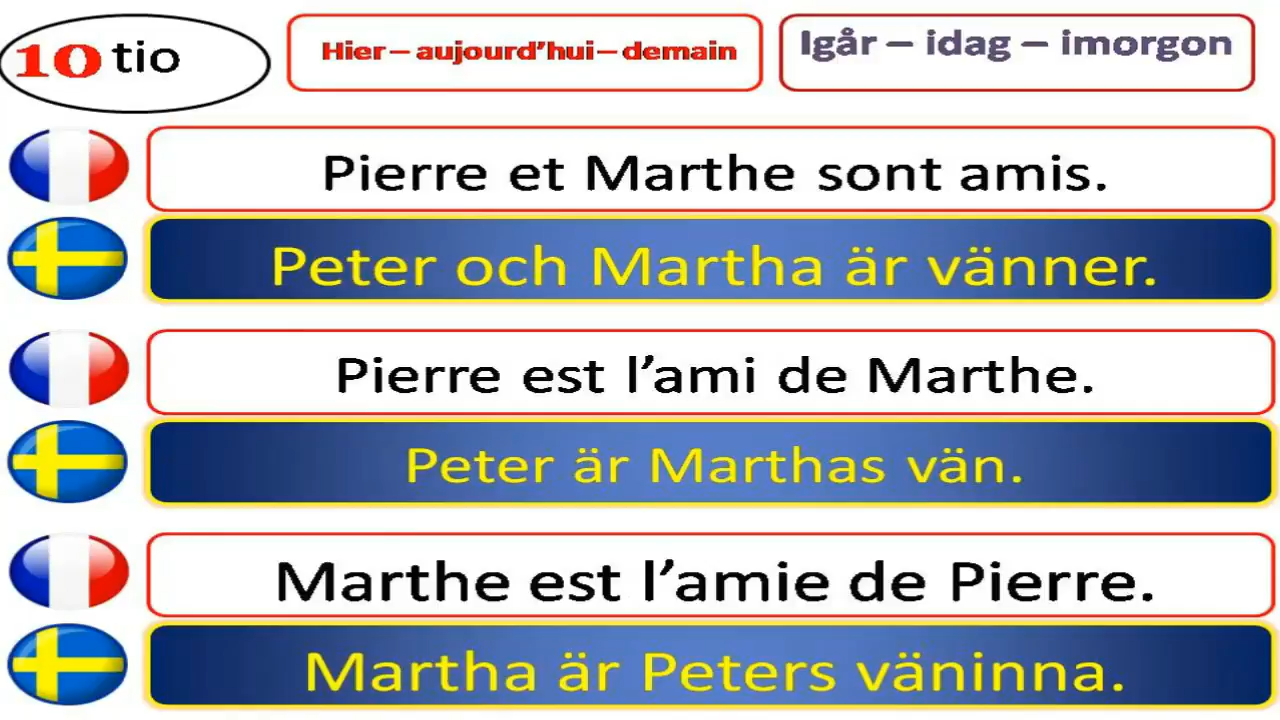 10 tio
Hier – aujourd’hui – demain
Igår – idag – imorgon
Pierre et Marthe sont amis.
Peter och Martha är vänner.
Pierre est l’ami de Marthe.
Peter är Marthas vän.
Marthe est l’amie de Pierre.
Martha är Peters väninna.